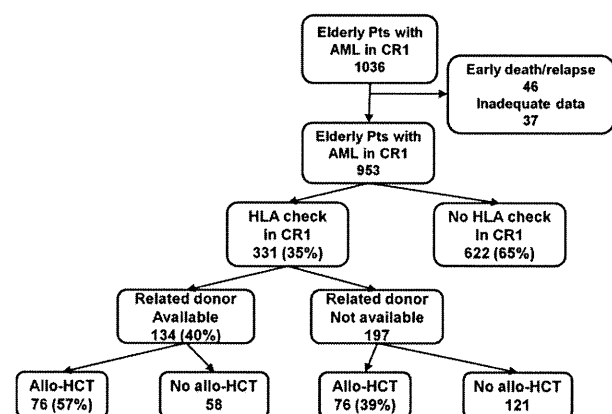 Elderly Pts with
AML in CR1
1036
Early death/relapse
46
Inadequate data
37
Elderly Pts with
AML in CR1
953
HLA check
in CR1
331 (35%)
No HLA check
in CR1
622 (65%)
Related donor
Available
134 (40%)
Related donor
Not available
197
Allo-HCT
76 (57%)
No allo-HCT
58
Allo-HCT
76 (39%)
No allo-HCT
121